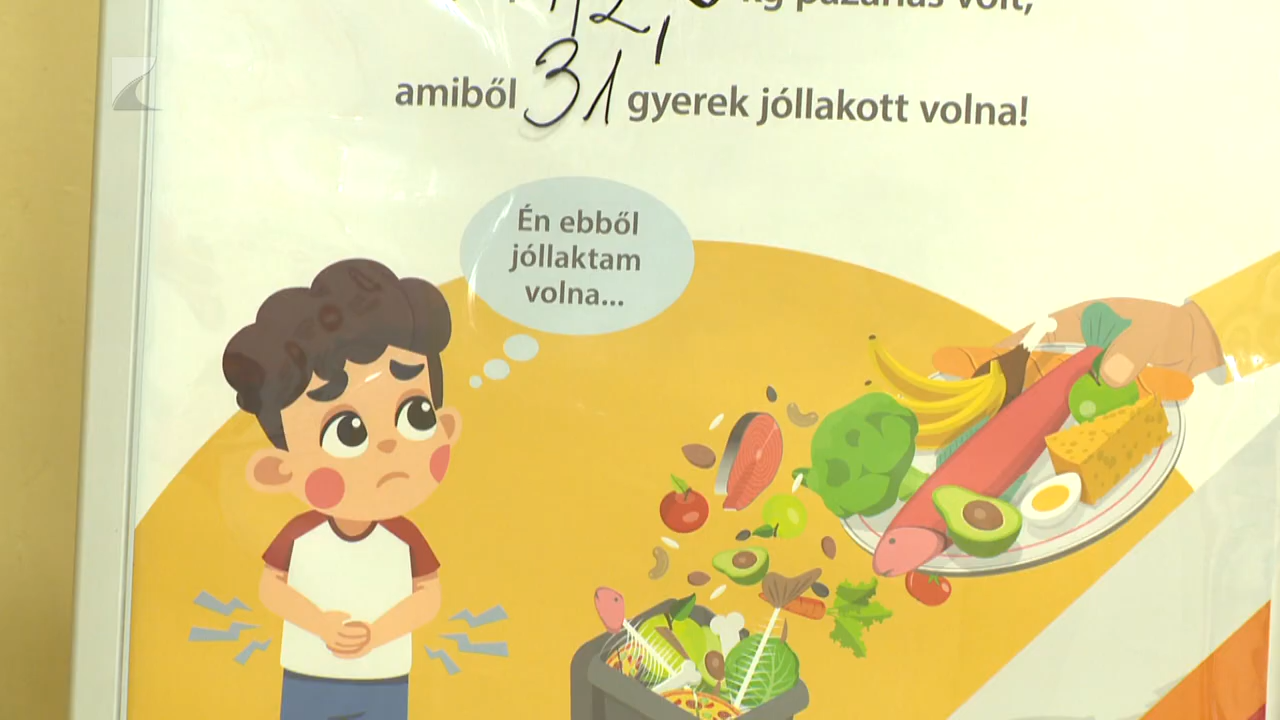 kg pazarlás volt,
amiből 31 gyerek jóllakott volna!
Én ebből
jóllaktam
volna...